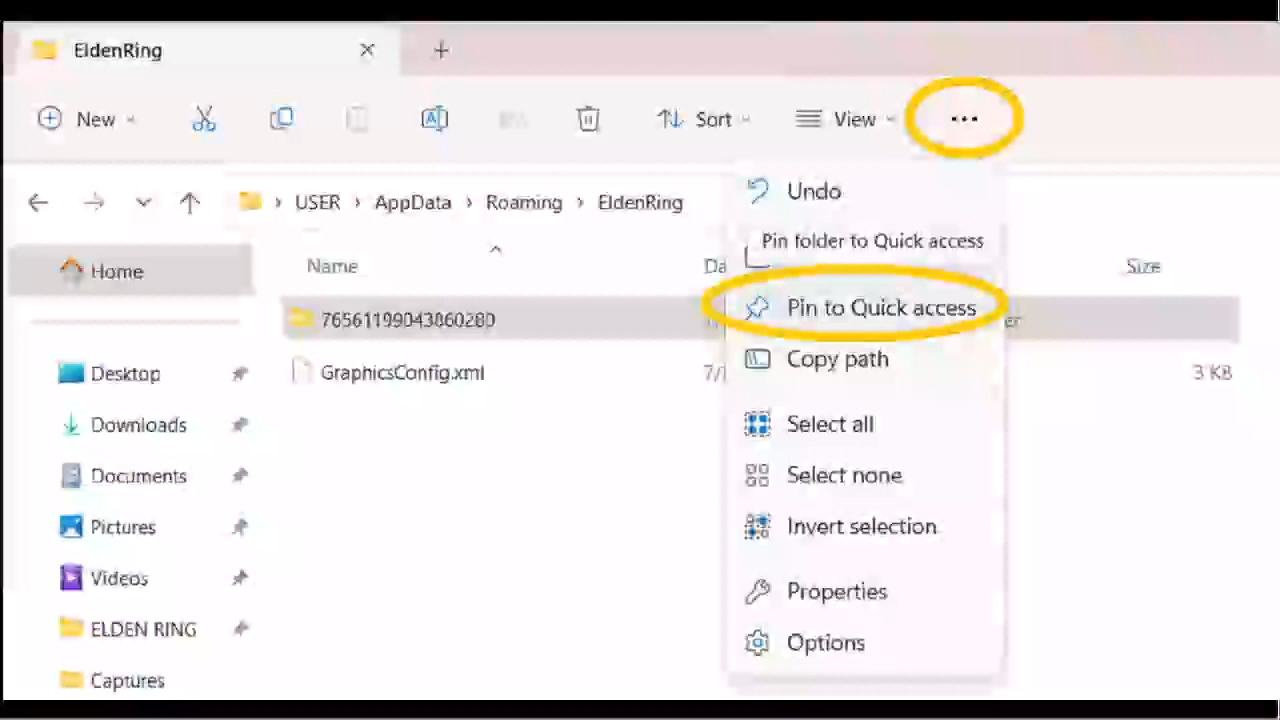 EldenRing
New
Sort
View
USER > AppData > Roaming > EldenRing
Undo
Pin folder to Quick access
Pin to Quick access
Copy path
Select all
Select none
Invert selection
Properties
Options
Name
Size
76561199043860280
GraphicsConfig.xml
3 KB
Home
Desktop
Downloads
Documents
Pictures
Videos
ELDEN RING
Captures